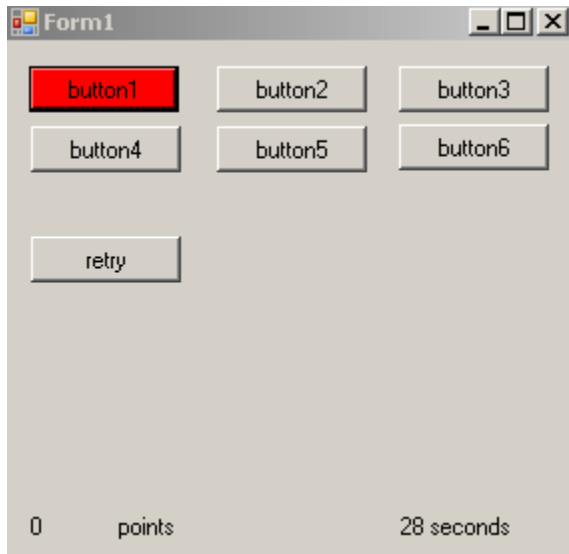 Form1
button1 button2 button3
button4 button5 button6
retry
0 points 28 seconds